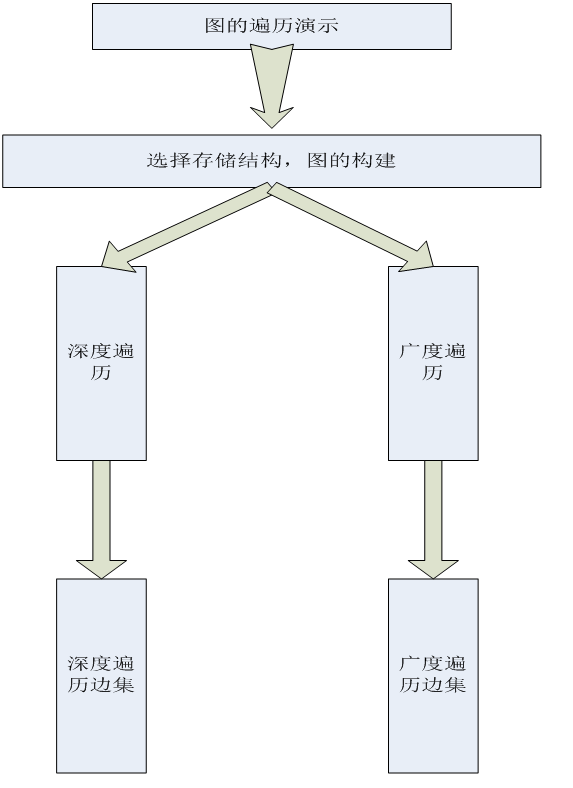 图的遍历演示
选择存储结构，图的构建
深度遍
历
广度遍
历
深度遍
历边集
广度遍
历边集